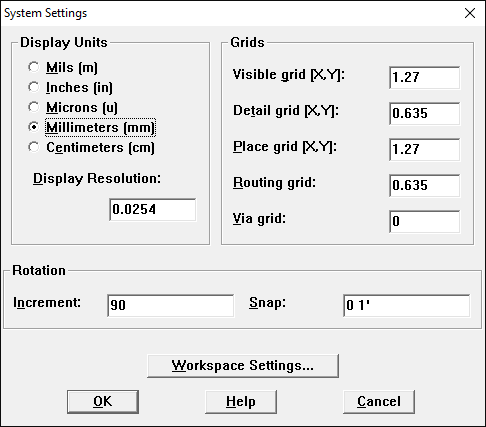 System Settings
Display Units
Mils (m)
Inches (in)
Microns (u)
Millimeters (mm)
Centimeters (cm)
Display Resolution:
0.0254
Grids
Visible grid [X,Y]:
1.27
Detail grid [X,Y]:
0.635
Place grid [X,Y]:
1.27
Routing grid:
0.635
Via grid:
0
Rotation
Increment:
90
Snap:
0 1'
Workspace Settings...
OK
Help
Cancel